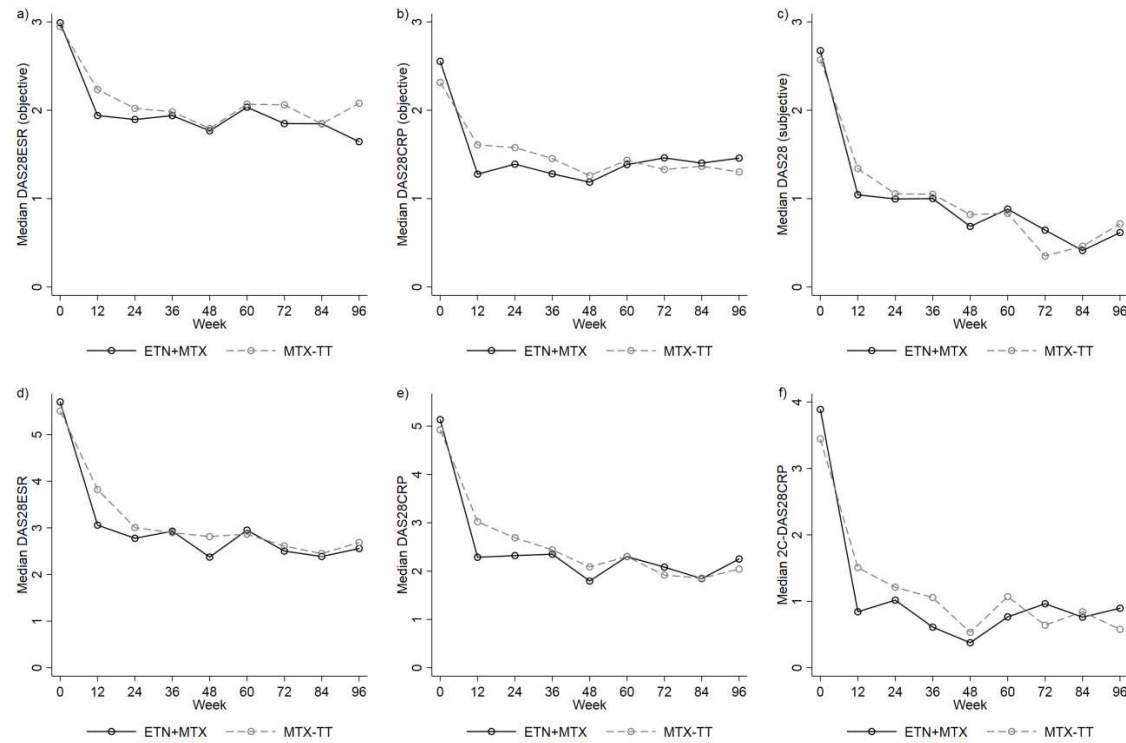 a)
Median DAS28ESR (objective)
3
2
1
0
0 12 24 36 48 60 72 84 96
Week
ETN+MTX MTX-TT
b)
Median DAS28CRP (objective)
3
2
1
0
0 12 24 36 48 60 72 84 96
Week
ETN+MTX MTX-TT
c)
Median DAS28 (subjective)
3
2
1
0
0 12 24 36 48 60 72 84 96
Week
ETN+MTX MTX-TT
d)
Median DAS28ESR
5
4
3
2
1
0
0 12 24 36 48 60 72 84 96
Week
ETN+MTX MTX-TT
e)
Median DAS28CRP
5
4
3
2
1
0
0 12 24 36 48 60 72 84 96
Week
ETN+MTX MTX-TT
f)
Median 2C-DAS28CRP
4
3
2
1
0
0 12 24 36 48 60 72 84 96
Week
ETN+MTX MTX-TT